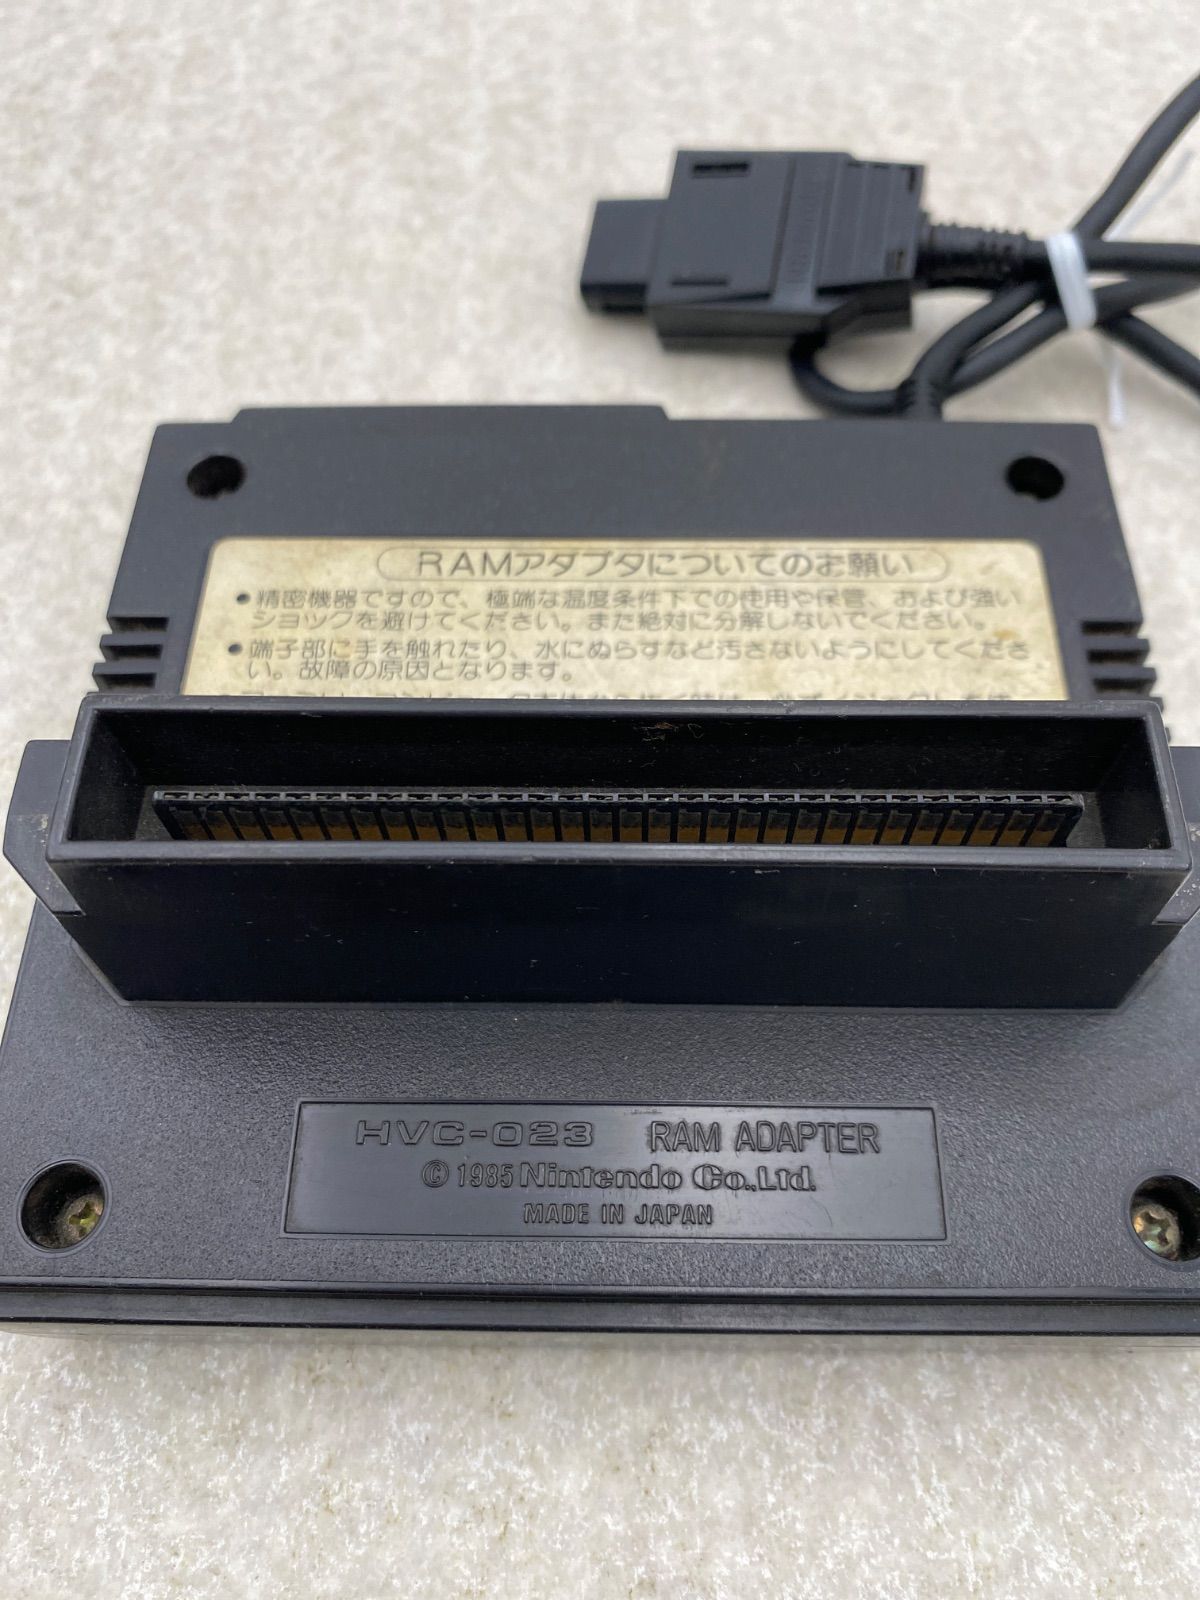 RAMアダプタについてのお願い
●精密機器ですので、極端な温度条件下での使用や保管、および強い
ショックを避けてください。また絶対に分解しないでください。
●端子部に手を触れたり、水にぬらすなど汚さないようにしてくださ
い。故障の原因となります。
HVC-023 RAM ADAPTER
©1985 Nintendo Co.,Ltd.
MADE IN JAPAN